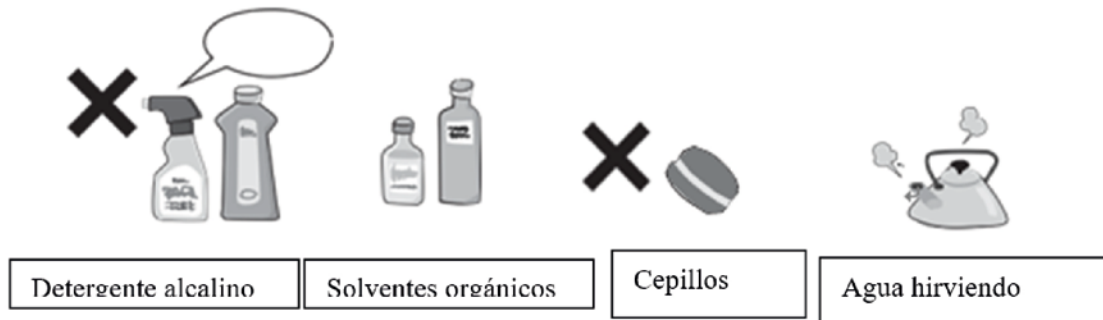 Detergente alcalino
Solventes orgánicos
Cepillos
Agua hirviendo